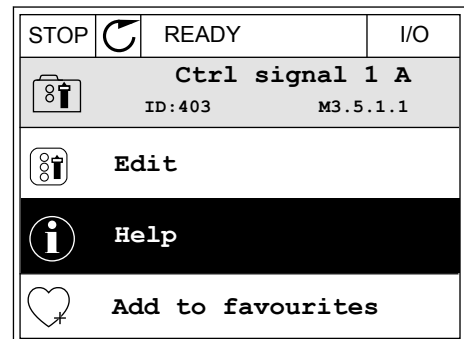 STOP READY I/O
Ctrl signal 1 A
ID:403 M3.5.1.1
Edit
Help
Add to favourites